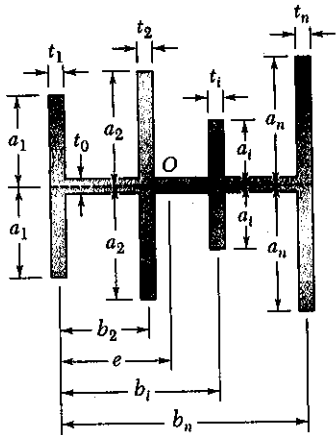 t₁
t₂
tᵢ
tₙ
a₁
t₀
a₂
O
aᵢ
aₙ
a₁
a₂
aᵢ
aₙ
b₂
e
bᵢ
bₙ